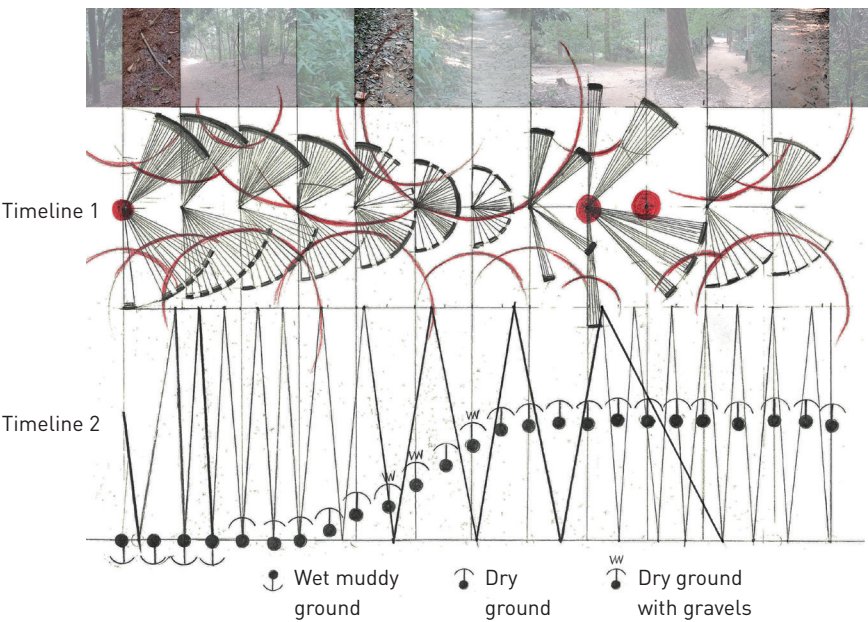 Timeline 1
Timeline 2
Wet muddy
ground
Dry
ground
Dry ground
with gravels